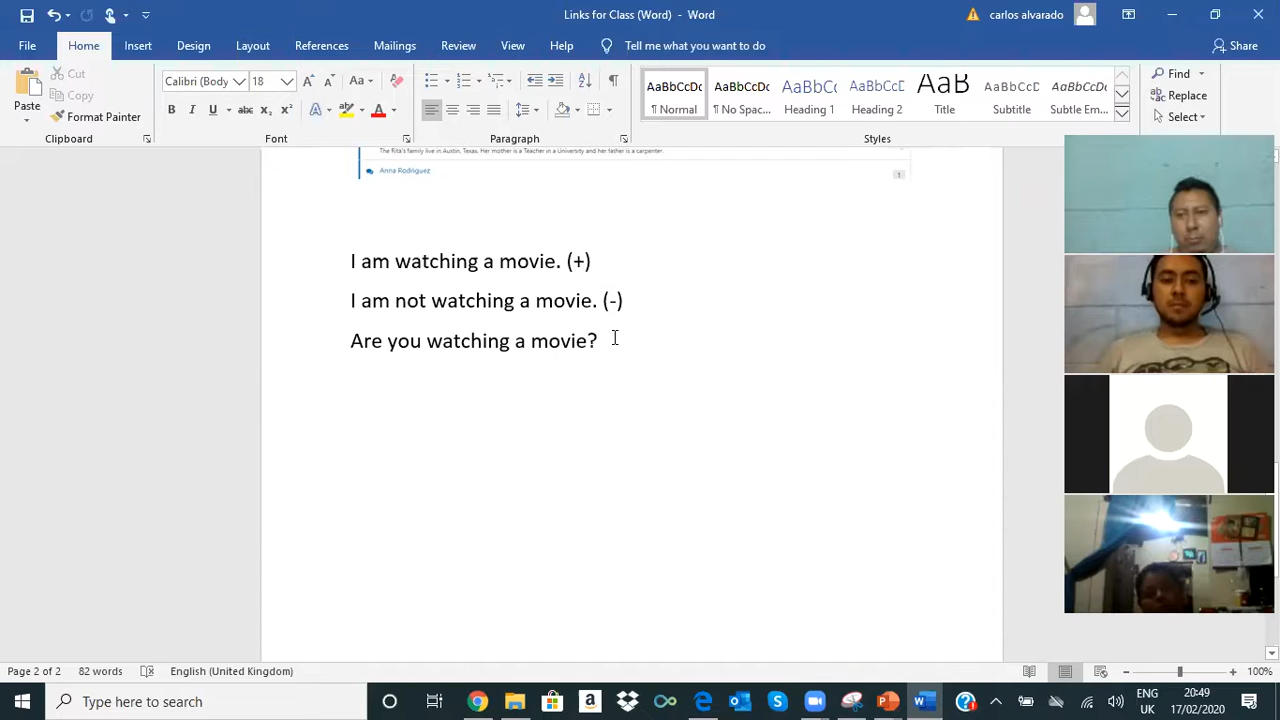 Links for Class (Word) - Word
carlos alvarado
File Home Insert Design Layout References Mailings Review View Help Tell me what you want to do Share
Paste
Cut
Copy
Format Painter
Clipboard
Calibri (Body 18
Font
Paragraph
AaBbCcDc
¶ Normal
AaBbCcDc
¶ No Spac...
AaBbCc
Heading 1
AaBbCcC
Heading 2
AaB
Title
AaBbCcC
Subtitle
AaBbCcDc
Subtle Em...
Styles
Find
Replace
Select
The Rita's family live in Austin, Texas. Her mother is a Teacher in a University and her father is a carpenter.
Anna Rodriguez
1
I am watching a movie. (+)
I am not watching a movie. (-)
Are you watching a movie?
Page 2 of 2 82 words English (United Kingdom) 100%
Type here to search
ENG
UK
20:49
17/02/2020